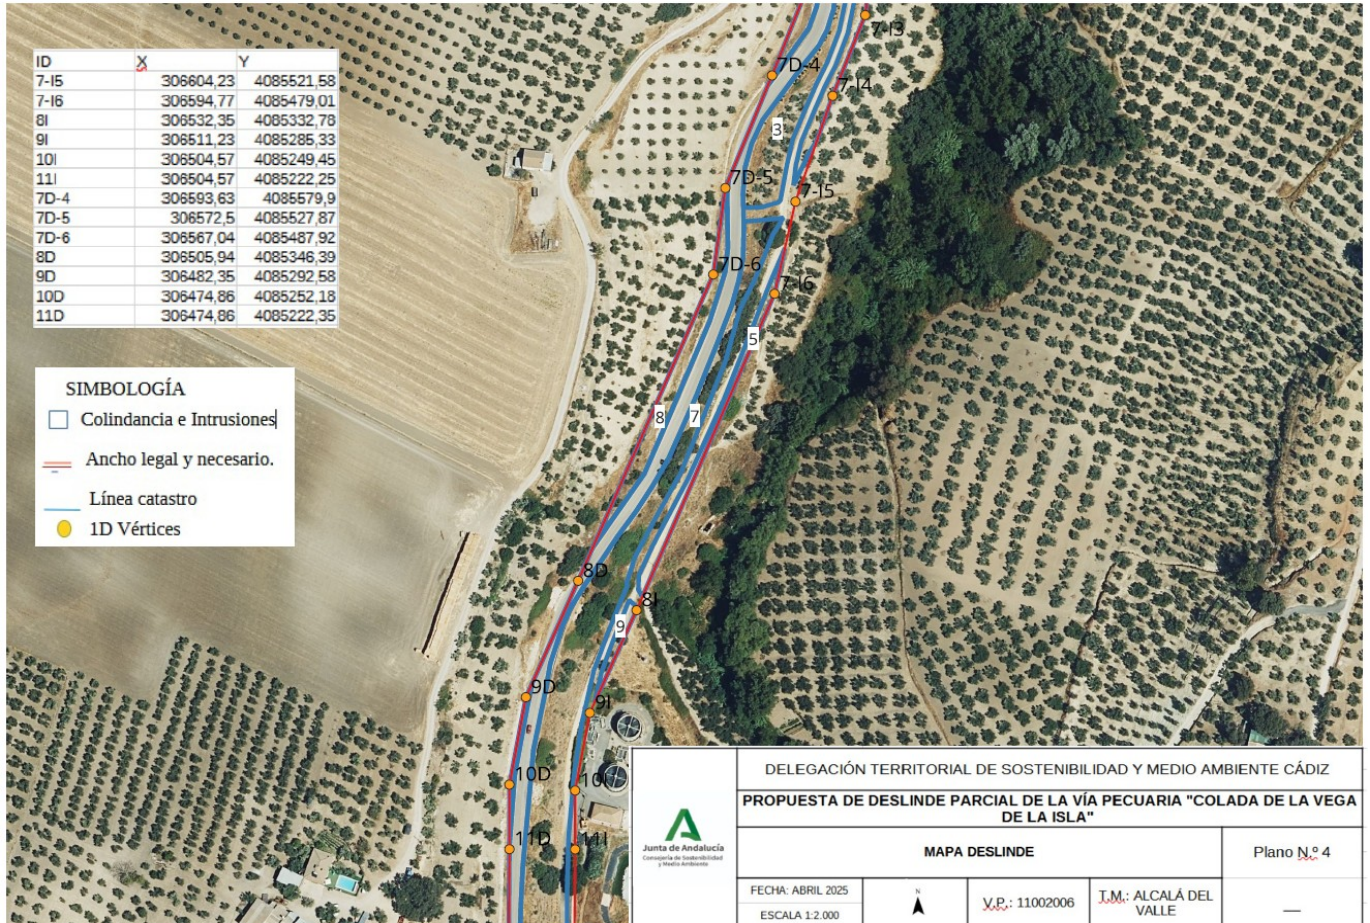 ID X Y
7-I5 306604,23 4085521,58
7-I6 306594,77 4085479,01
8I 306532,35 4085332,78
9I 306511,23 4085285,33
10I 306504,57 4085249,45
11I 306504,57 4085222,25
7D-4 306593,63 4085579,9
7D-5 306572,5 4085527,87
7D-6 306567,04 4085487,92
8D 306505,94 4085346,39
9D 306482,35 4085292,58
10D 306474,86 4085252,18
11D 306474,86 4085222,35
SIMBOLOGÍA
Colindancia e Intrusiones
Ancho legal y necesario.
Línea catastro
1D Vértices
7-I3
7D-4
7-I4
3
7D-5
7-I5
7D-6
7-I6
5
8
7
8D
8I
9
9D
9I
10D
10I
11D
11I
Junta de Andalucía
Consejería de Sostenibilidad
y Medio Ambiente
DELEGACIÓN TERRITORIAL DE SOSTENIBILIDAD Y MEDIO AMBIENTE CÁDIZ
PROPUESTA DE DESLINDE PARCIAL DE LA VÍA PECUARIA "COLADA DE LA VEGA
DE LA ISLA"
MAPA DESLINDE
Plano N.º 4
FECHA: ABRIL 2025
ESCALA 1:2.000
N
V.P.: 11002006
T.M.: ALCALÁ DEL
VALLE